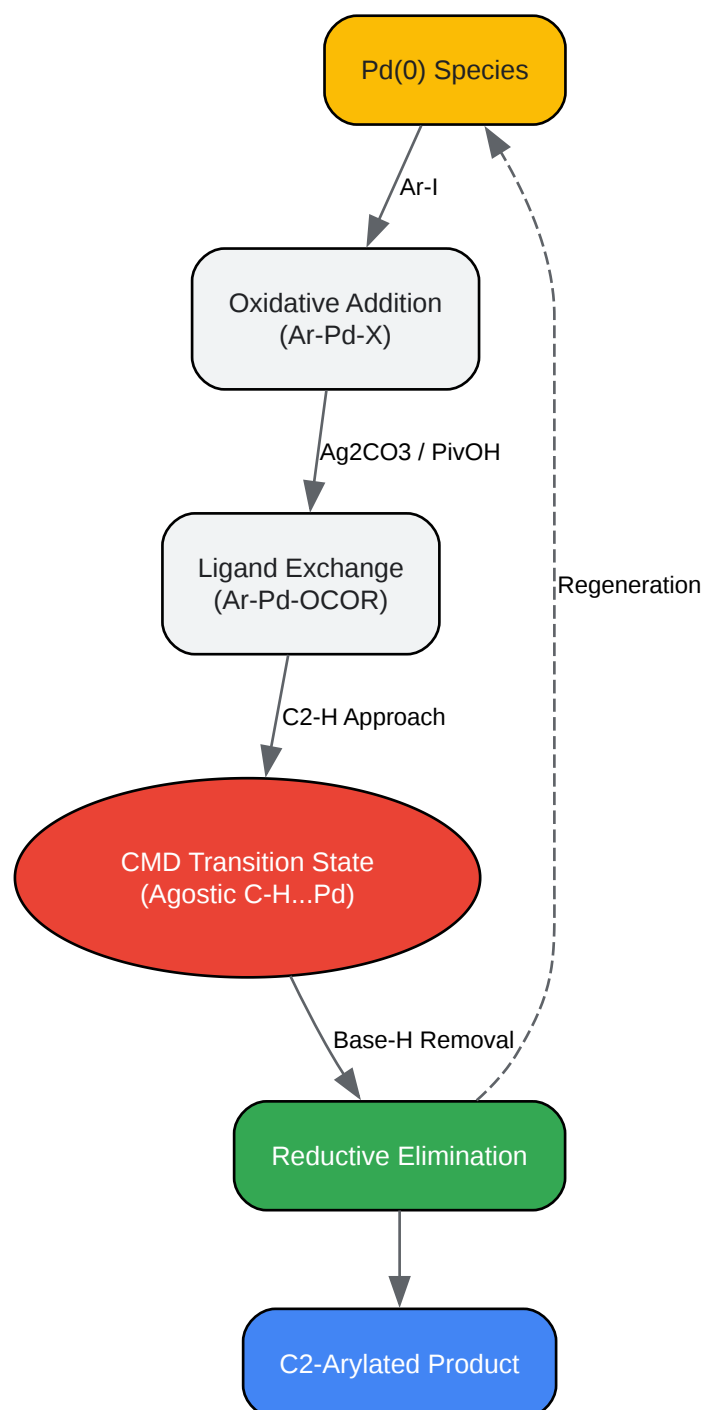 Pd(0) Species
Ar-I
Oxidative Addition
(Ar-Pd-X)
Ag2CO3 / PivOH
Ligand Exchange
(Ar-Pd-OCOR)
Regeneration
C2-H Approach
CMD Transition State
(Agostic C-H...Pd)
Base-H Removal
Reductive Elimination
C2-Arylated Product